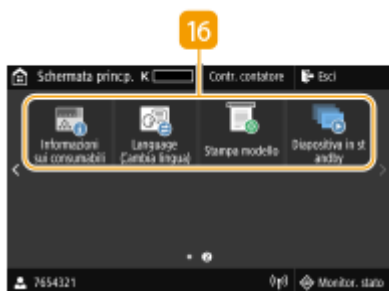 16
Schermata princp. K Contr. contatore Esci
Informazioni
sui consumabili
Language
(Cambia lingua)
Stampa modello
Diapositiva in st
andby
2
7654321 Monitor. stato